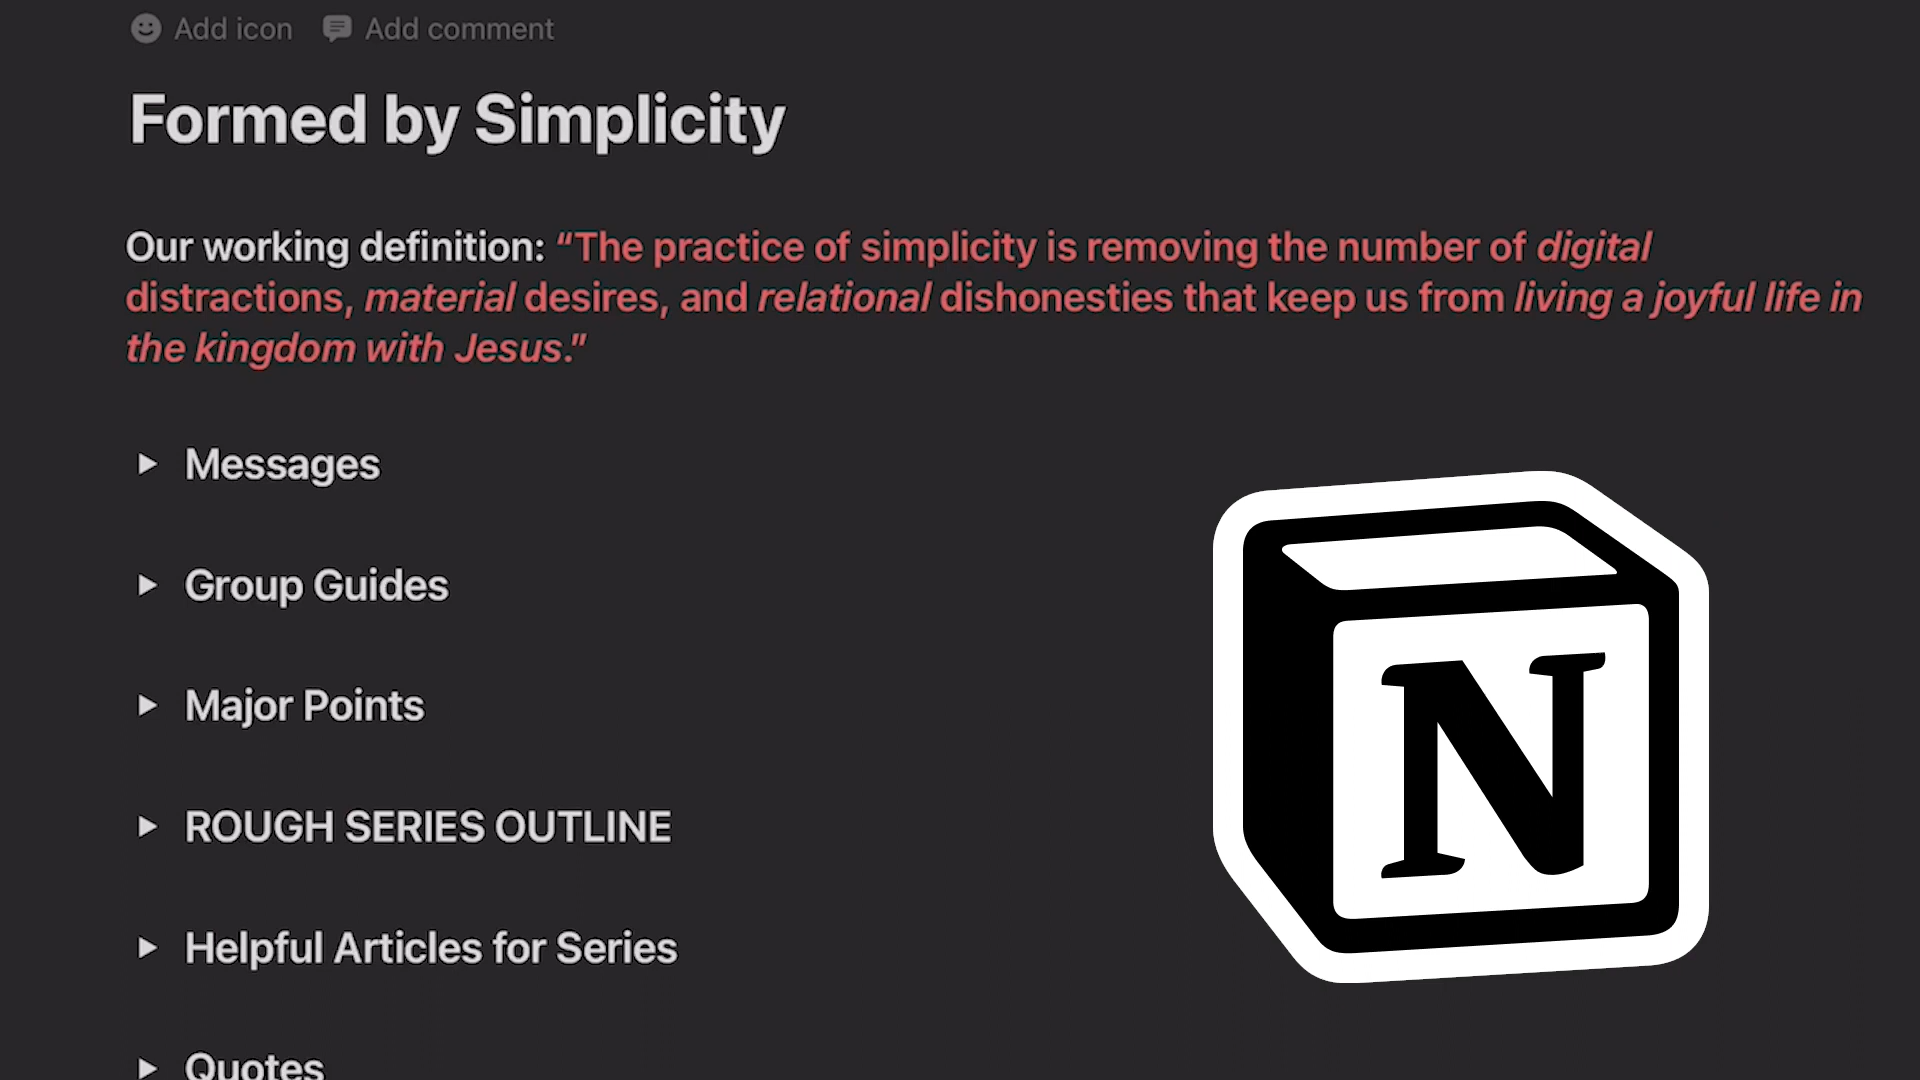 Add icon Add comment
Formed by Simplicity
Our working definition: “The practice of simplicity is removing the number of digital
distractions, material desires, and relational dishonesties that keep us from living a joyful life in
the kingdom with Jesus.”
Messages
Group Guides
Major Points
ROUGH SERIES OUTLINE
Helpful Articles for Series
Quotes
N